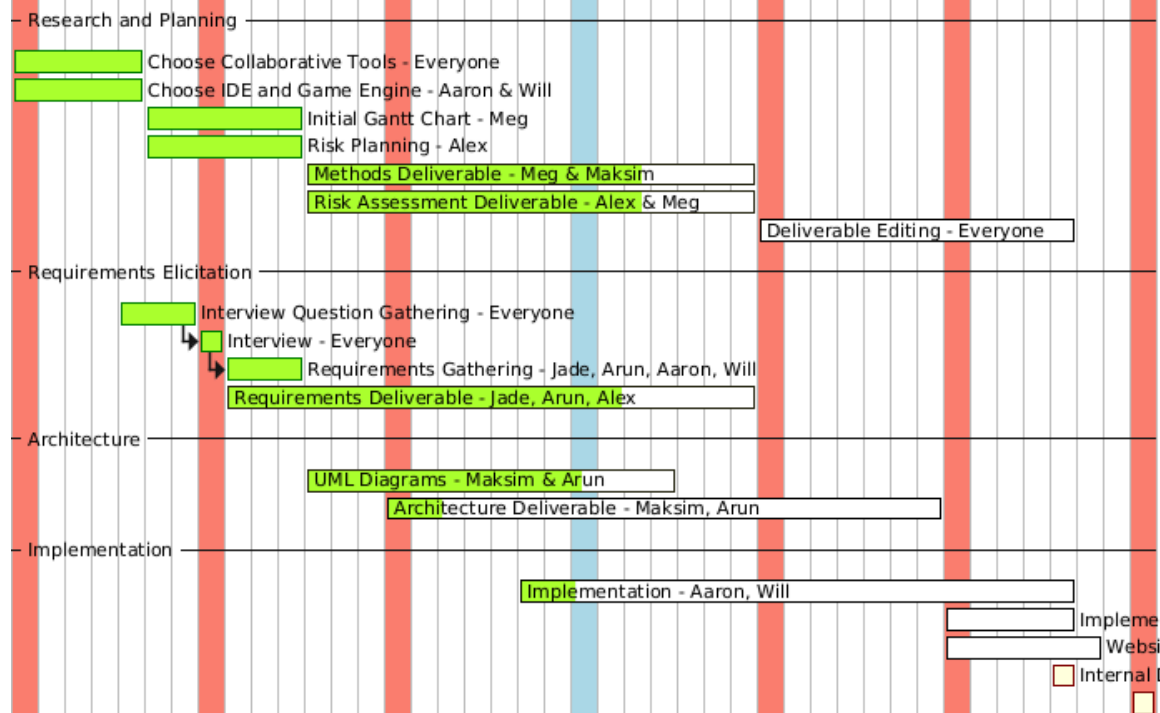 Research and Planning
Choose Collaborative Tools - Everyone
Choose IDE and Game Engine - Aaron & Will
Initial Gantt Chart - Meg
Risk Planning - Alex
Methods Deliverable - Meg & Maksim
Risk Assessment Deliverable - Alex & Meg
Deliverable Editing - Everyone
Requirements Elicitation
Interview Question Gathering - Everyone
Interview - Everyone
Requirements Gathering - Jade, Arun, Aaron, Will
Requirements Deliverable - Jade, Arun, Alex
Architecture
UML Diagrams - Maksim & Arun
Architecture Deliverable - Maksim, Arun
Implementation
Implementation - Aaron, Will
Impleme
Websi
Internal